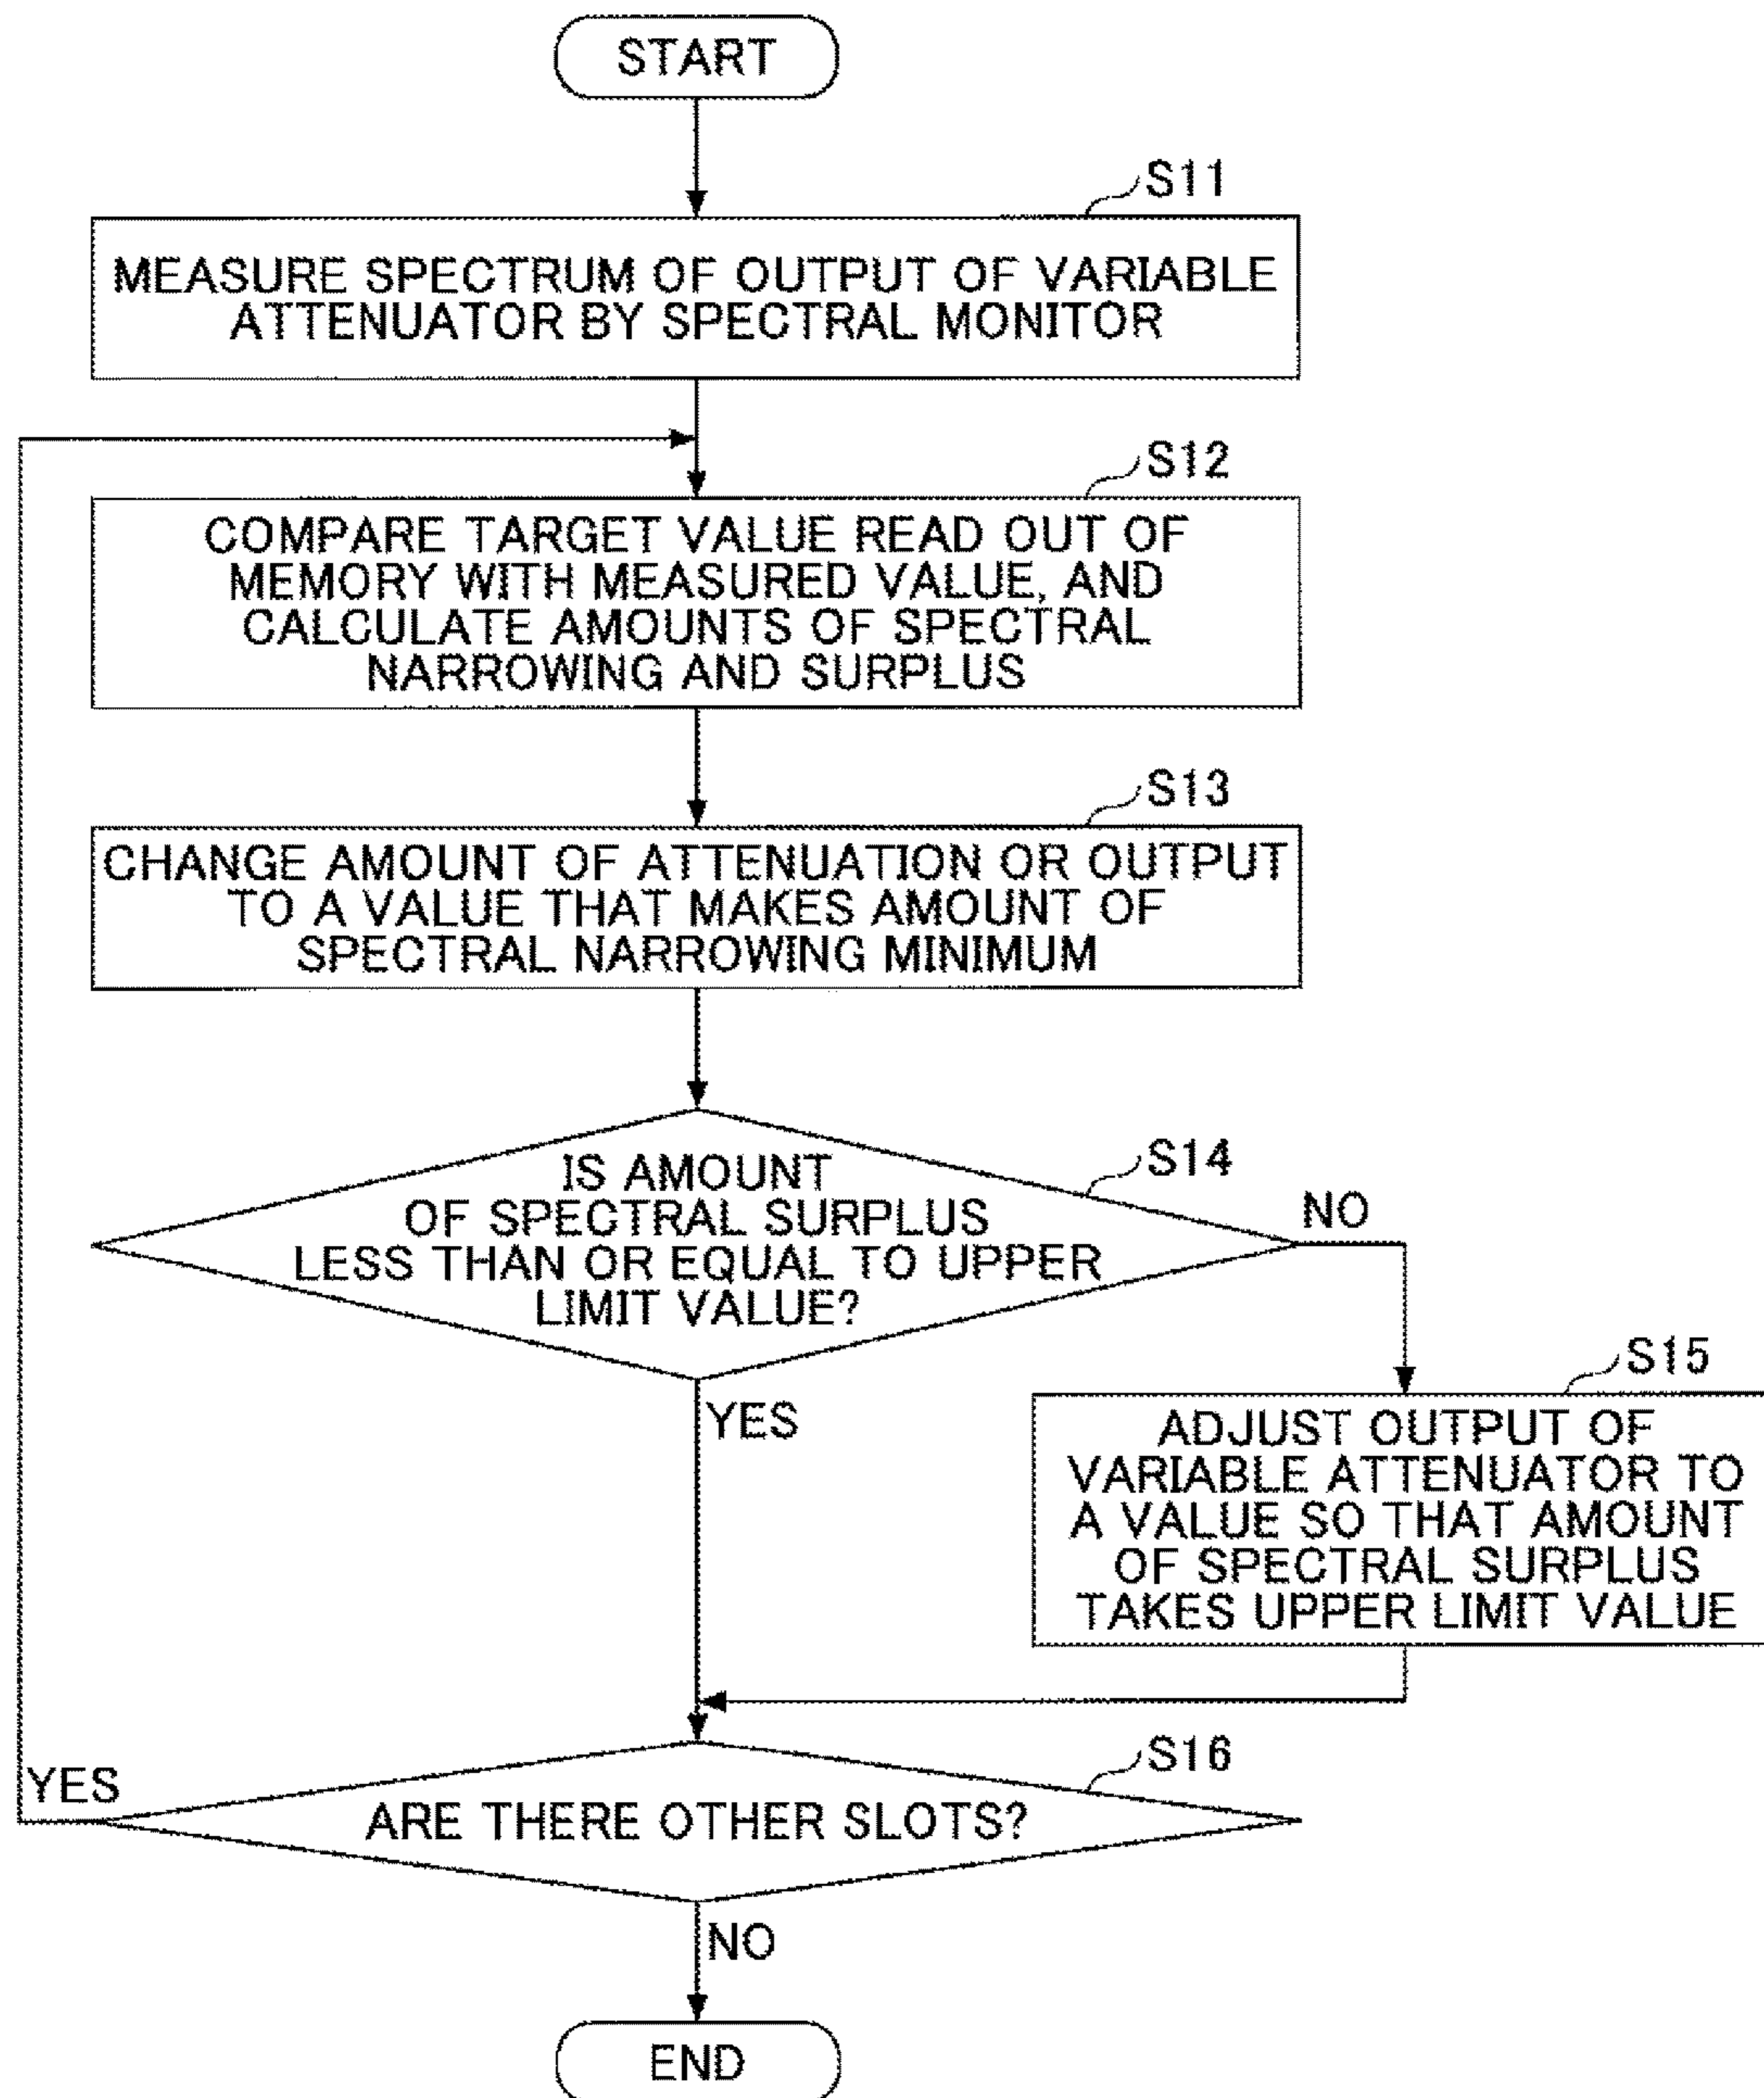 START
S11
MEASURE SPECTRUM OF OUTPUT OF VARIABLE
ATTENUATOR BY SPECTRAL MONITOR
S12
COMPARE TARGET VALUE READ OUT OF
MEMORY WITH MEASURED VALUE, AND
CALCULATE AMOUNTS OF SPECTRAL
NARROWING AND SURPLUS
S13
CHANGE AMOUNT OF ATTENUATION OR OUTPUT
TO A VALUE THAT MAKES AMOUNT OF
SPECTRAL NARROWING MINIMUM
S14
IS AMOUNT
OF SPECTRAL SURPLUS
LESS THAN OR EQUAL TO UPPER
LIMIT VALUE?
NO
YES
S15
ADJUST OUTPUT OF
VARIABLE ATTENUATOR TO
A VALUE SO THAT AMOUNT
OF SPECTRAL SURPLUS
TAKES UPPER LIMIT VALUE
S16
YES
ARE THERE OTHER SLOTS?
NO
END